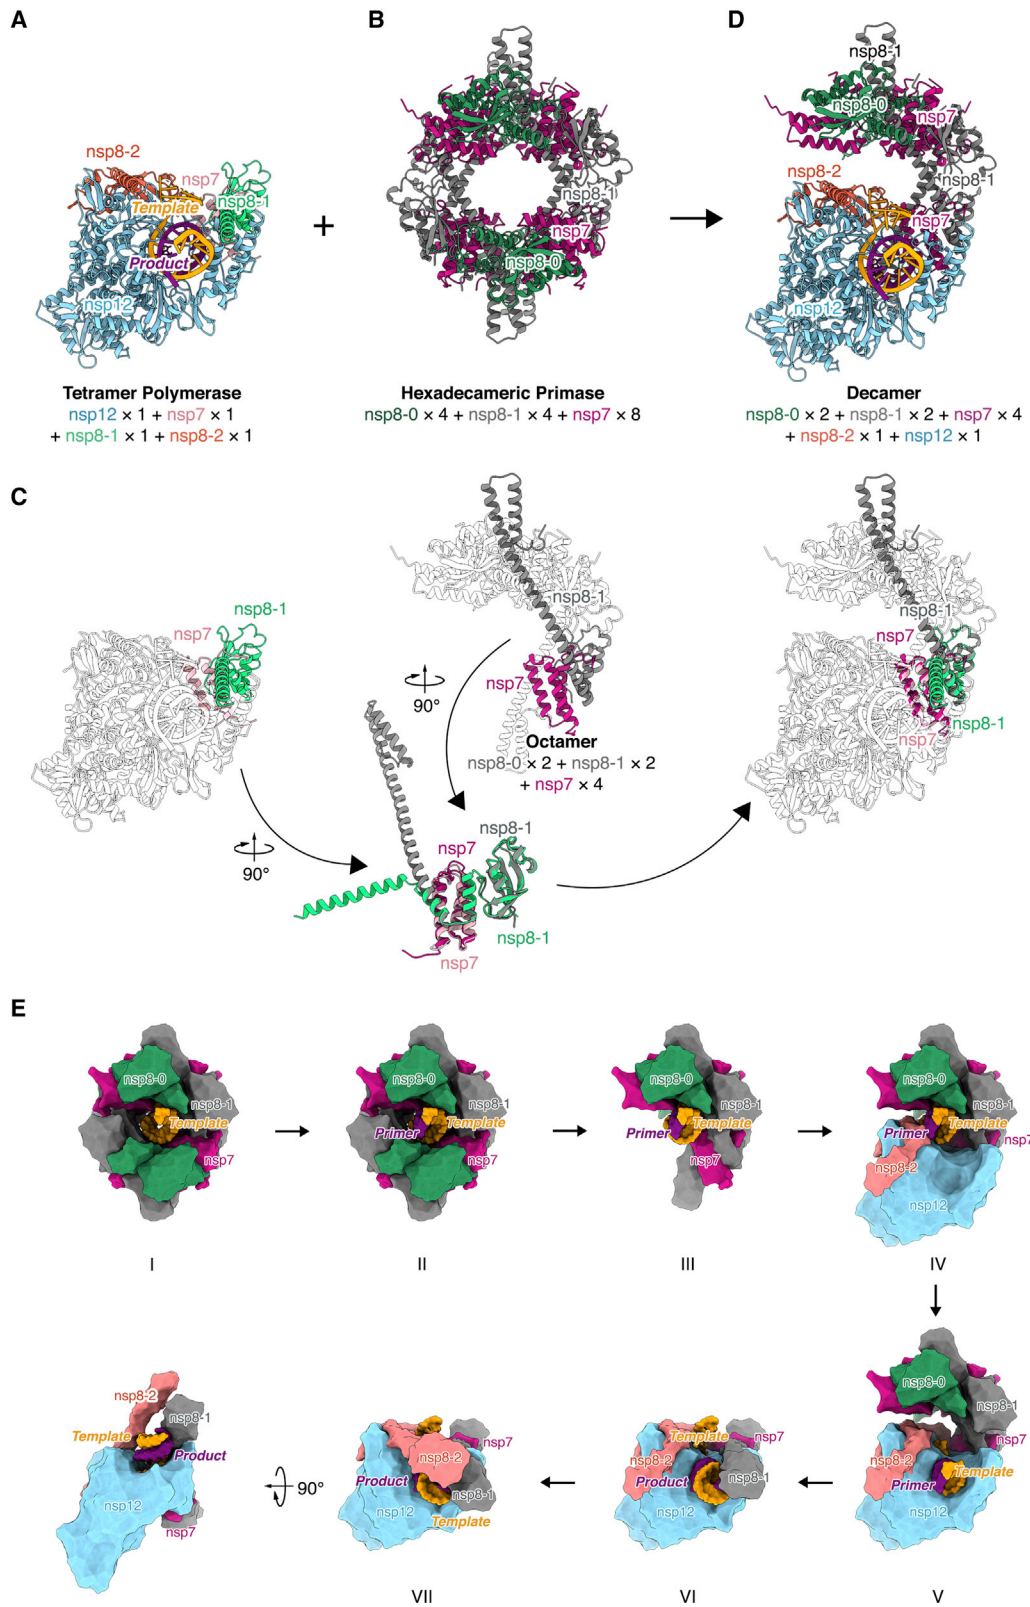 A
nsp8-2
nsp7
nsp8-1
Template
Product
nsp12
Tetramer Polymerase
nsp12 × 1 + nsp7 × 1
+ nsp8-1 × 1 + nsp8-2 × 1
+
B
nsp8-1
nsp7
nsp8-0
Hexadecameric Primase
nsp8-0 × 4 + nsp8-1 × 4 + nsp7 × 8
D
nsp8-1
nsp8-0
nsp7
nsp8-2
nsp8-1
nsp7
nsp12
Decamer
nsp8-0 × 2 + nsp8-1 × 2 + nsp7 × 4
+ nsp8-2 × 1 + nsp12 × 1
C
nsp8-1
nsp7
90°
nsp8-1
90°
nsp7
Octamer
nsp8-0 × 2 + nsp8-1 × 2
+ nsp7 × 4
nsp8-1
nsp7
nsp8-1
nsp7
nsp8-1
nsp7
nsp8-1
nsp7
E
nsp8-0
nsp8-1
Template
nsp7
I
nsp8-0
nsp8-1
Template
Primer
nsp7
II
nsp8-0
nsp8-1
Template
Primer
nsp7
III
nsp8-0
nsp8-1
Template
Primer
nsp7
nsp8-2
nsp12
IV
nsp8-0
nsp8-1
nsp7
nsp8-2
Template
Primer
nsp12
V
Template
nsp7
nsp8-2
Product
nsp8-1
nsp12
VI
nsp7
nsp8-2
Product
nsp8-1
nsp12
Template
VII
90°
nsp8-2
nsp8-1
Template
Product
nsp12
nsp7